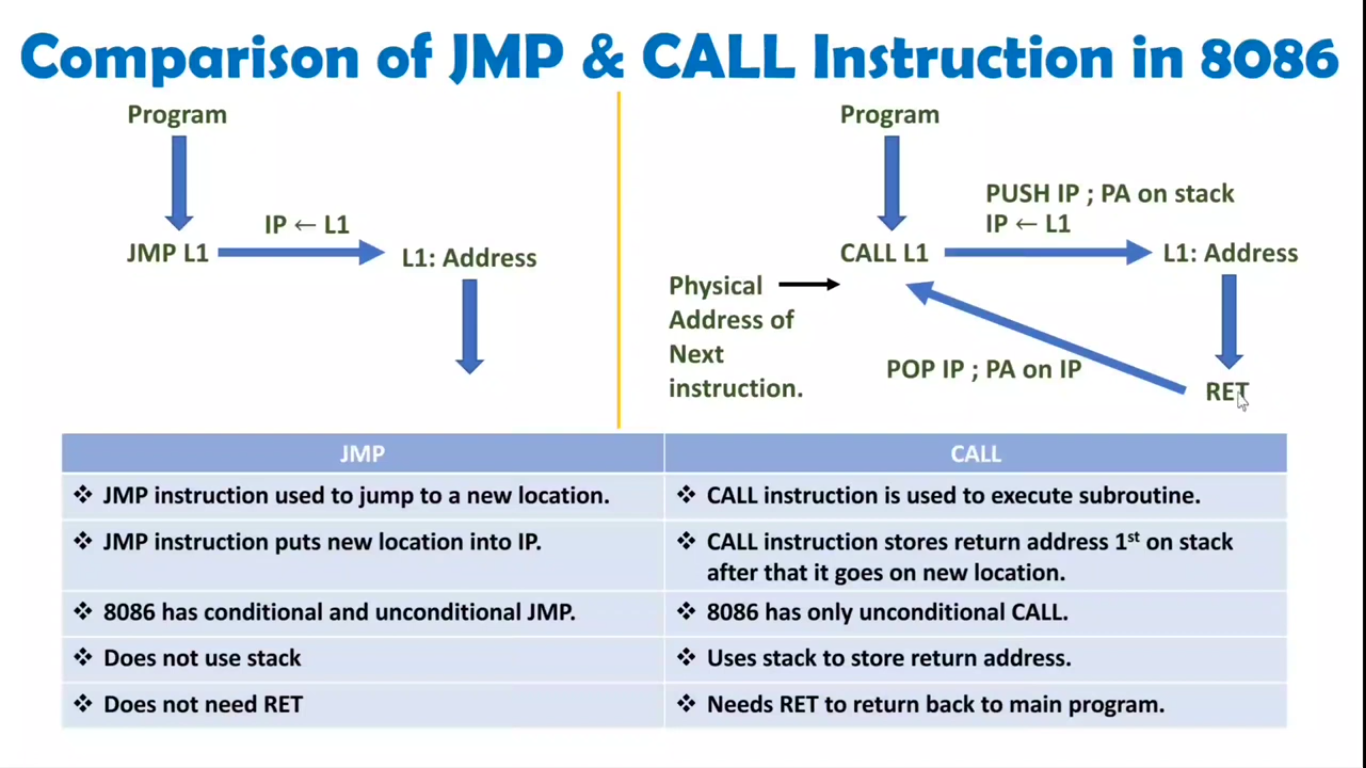 Comparison of JMP & CALL Instruction in 8086
Program
IP ← L1
JMP L1
L1: Address
Program
PUSH IP ; PA on stack
IP ← L1
CALL L1
L1: Address
Physical
Address of
Next
instruction.
POP IP ; PA on IP
RET
JMP
CALL
❖ JMP instruction used to jump to a new location.
❖ CALL instruction is used to execute subroutine.
❖ JMP instruction puts new location into IP.
❖ CALL instruction stores return address 1st on stack
after that it goes on new location.
❖ 8086 has conditional and unconditional JMP.
❖ 8086 has only unconditional CALL.
❖ Does not use stack
❖ Uses stack to store return address.
❖ Does not need RET
❖ Needs RET to return back to main program.